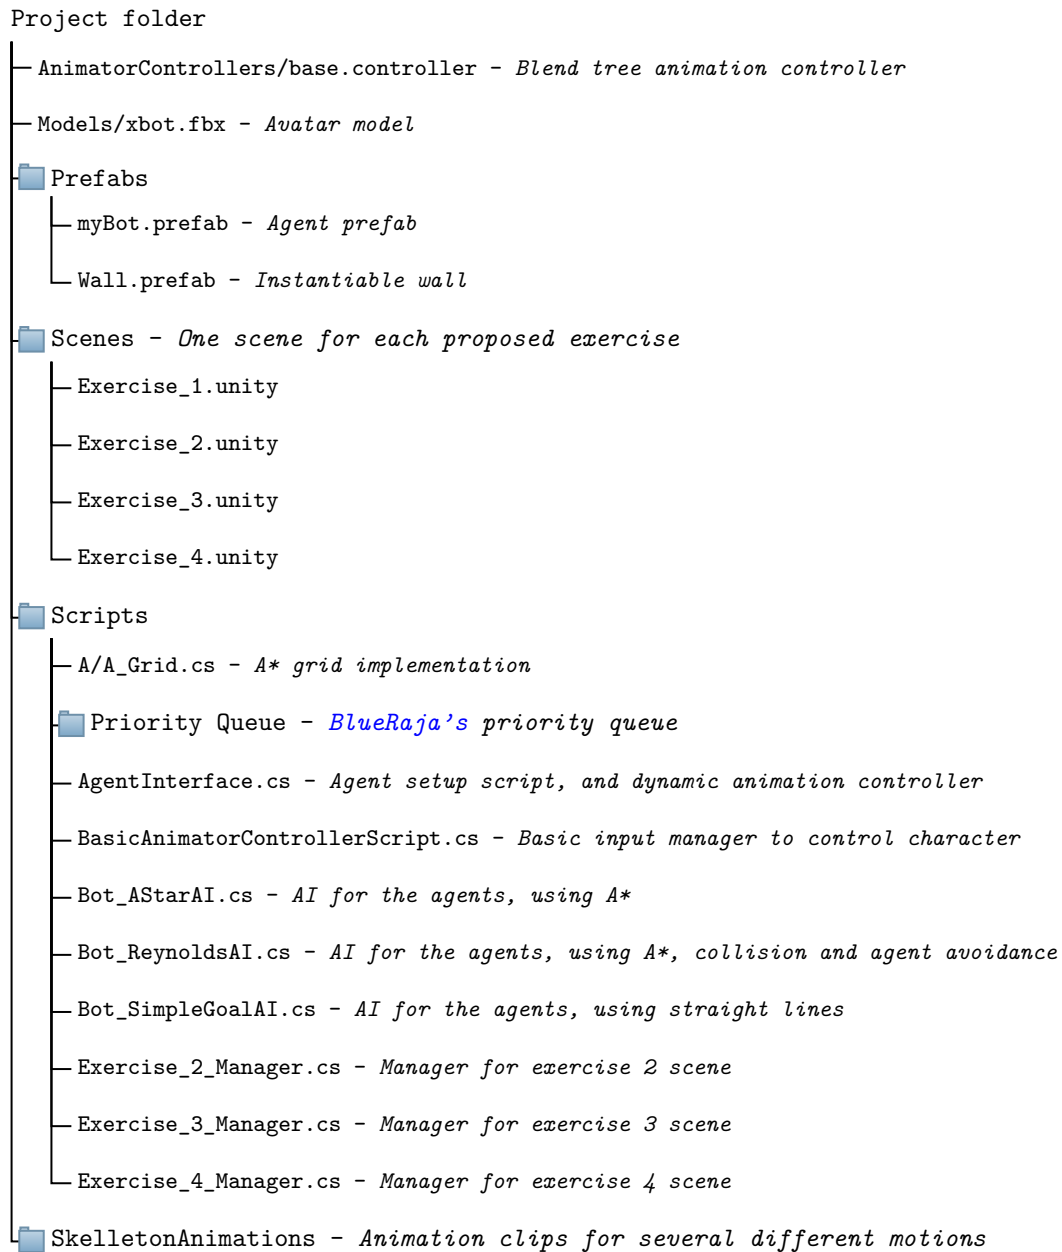 Project folder
AnimatorControllers/base.controller - Blend tree animation controller
Models/xbot.fbx - Avatar model
Prefabs
myBot.prefab - Agent prefab
Wall.prefab - Instantiable wall
Scenes - One scene for each proposed exercise
Exercise_1.unity
Exercise_2.unity
Exercise_3.unity
Exercise_4.unity
Scripts
A/A_Grid.cs - A* grid implementation
Priority Queue - BlueRaja's priority queue
AgentInterface.cs - Agent setup script, and dynamic animation controller
BasicAnimatorControllerScript.cs - Basic input manager to control character
Bot_AStarAI.cs - AI for the agents, using A*
Bot_ReynoldsAI.cs - AI for the agents, using A*, collision and agent avoidance
Bot_SimpleGoalAI.cs - AI for the agents, using straight lines
Exercise_2_Manager.cs - Manager for exercise 2 scene
Exercise_3_Manager.cs - Manager for exercise 3 scene
Exercise_4_Manager.cs - Manager for exercise 4 scene
SkelletonAnimations - Animation clips for several different motions